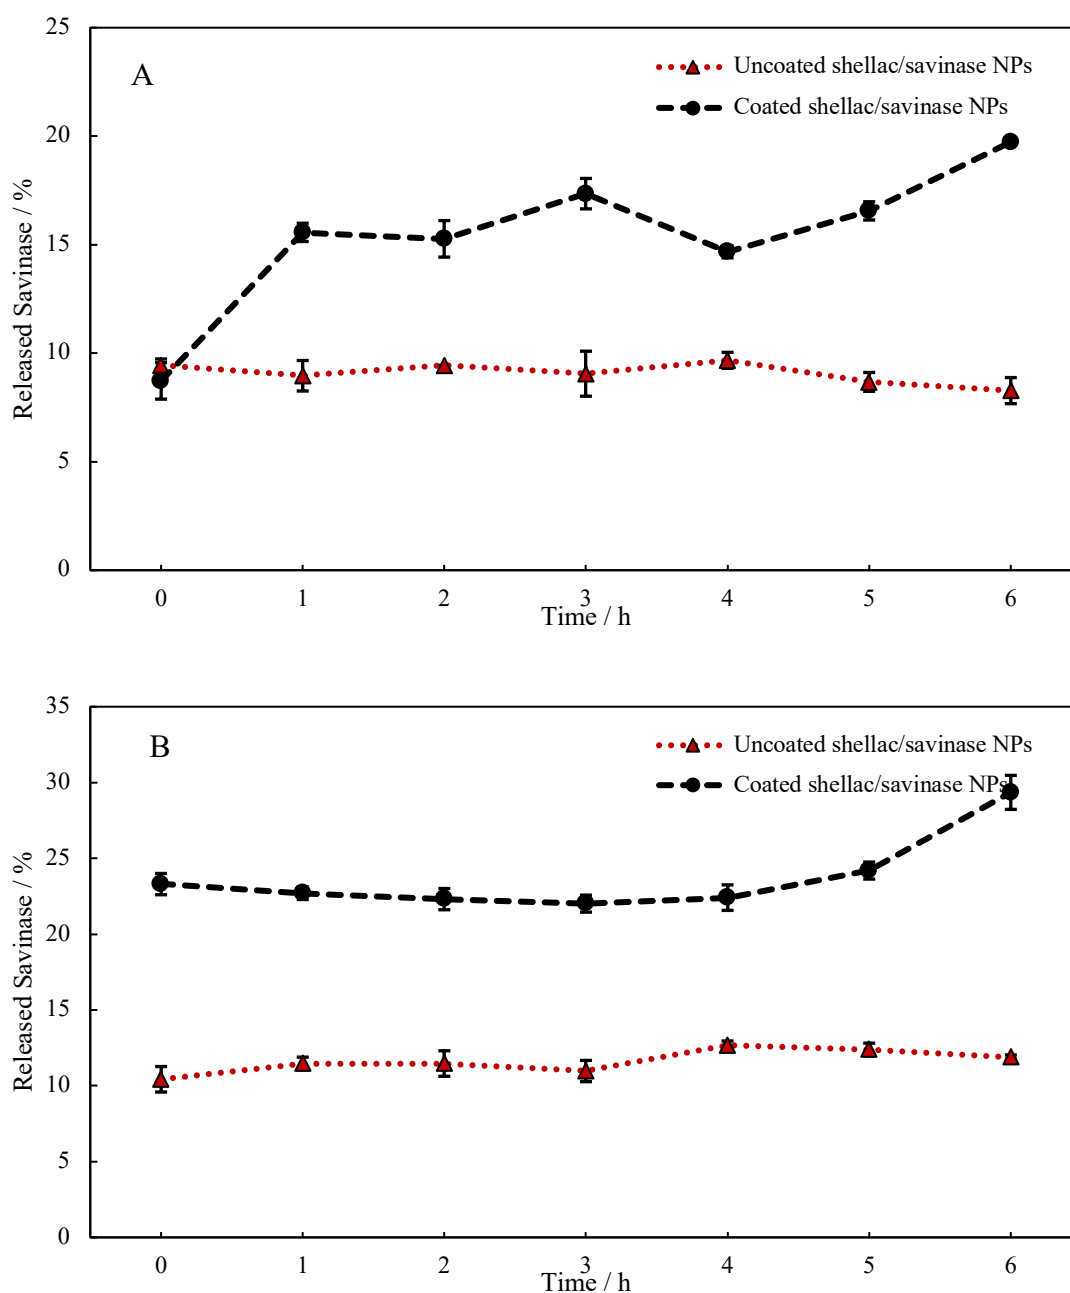 25
20
15
10
5
0
Released Savinase / %
A
Uncoated shellac/savinase NPs
Coated shellac/savinase NPs
0 1 2 3 4 5 6
Time / h
35
30
25
20
15
10
5
0
Released Savinase / %
B
Uncoated shellac/savinase NPs
Coated shellac/savinase NPs
0 1 2 3 4 5 6
Time / h